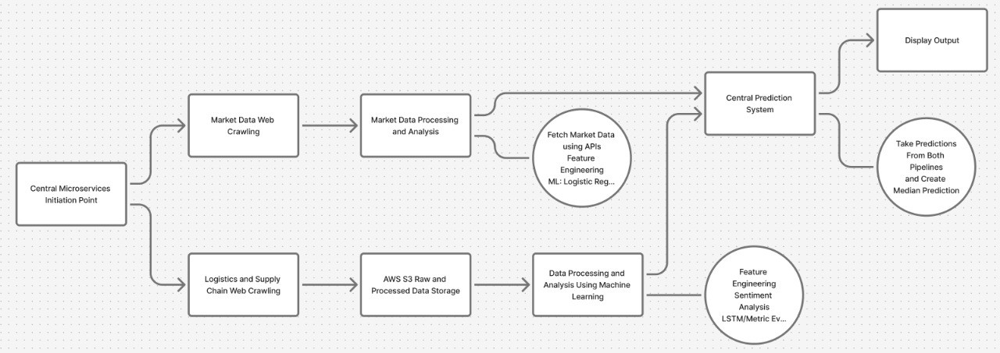 Display Output
Central Prediction
System
Market Data Web
Crawling
Market Data Processing
and Analysis
Fetch Market Data
using APIs
Feature
Engineering
ML: Logistic Reg...
Take Predictions
From Both
Pipelines
and Create
Median Prediction
Central Microservices
Initiation Point
Logistics and Supply
Chain Web Crawling
AWS S3 Raw and
Processed Data Storage
Data Processing and
Analysis Using Machine
Learning
Feature
Engineering
Sentiment
Analysis
LSTM/Metric Ev...